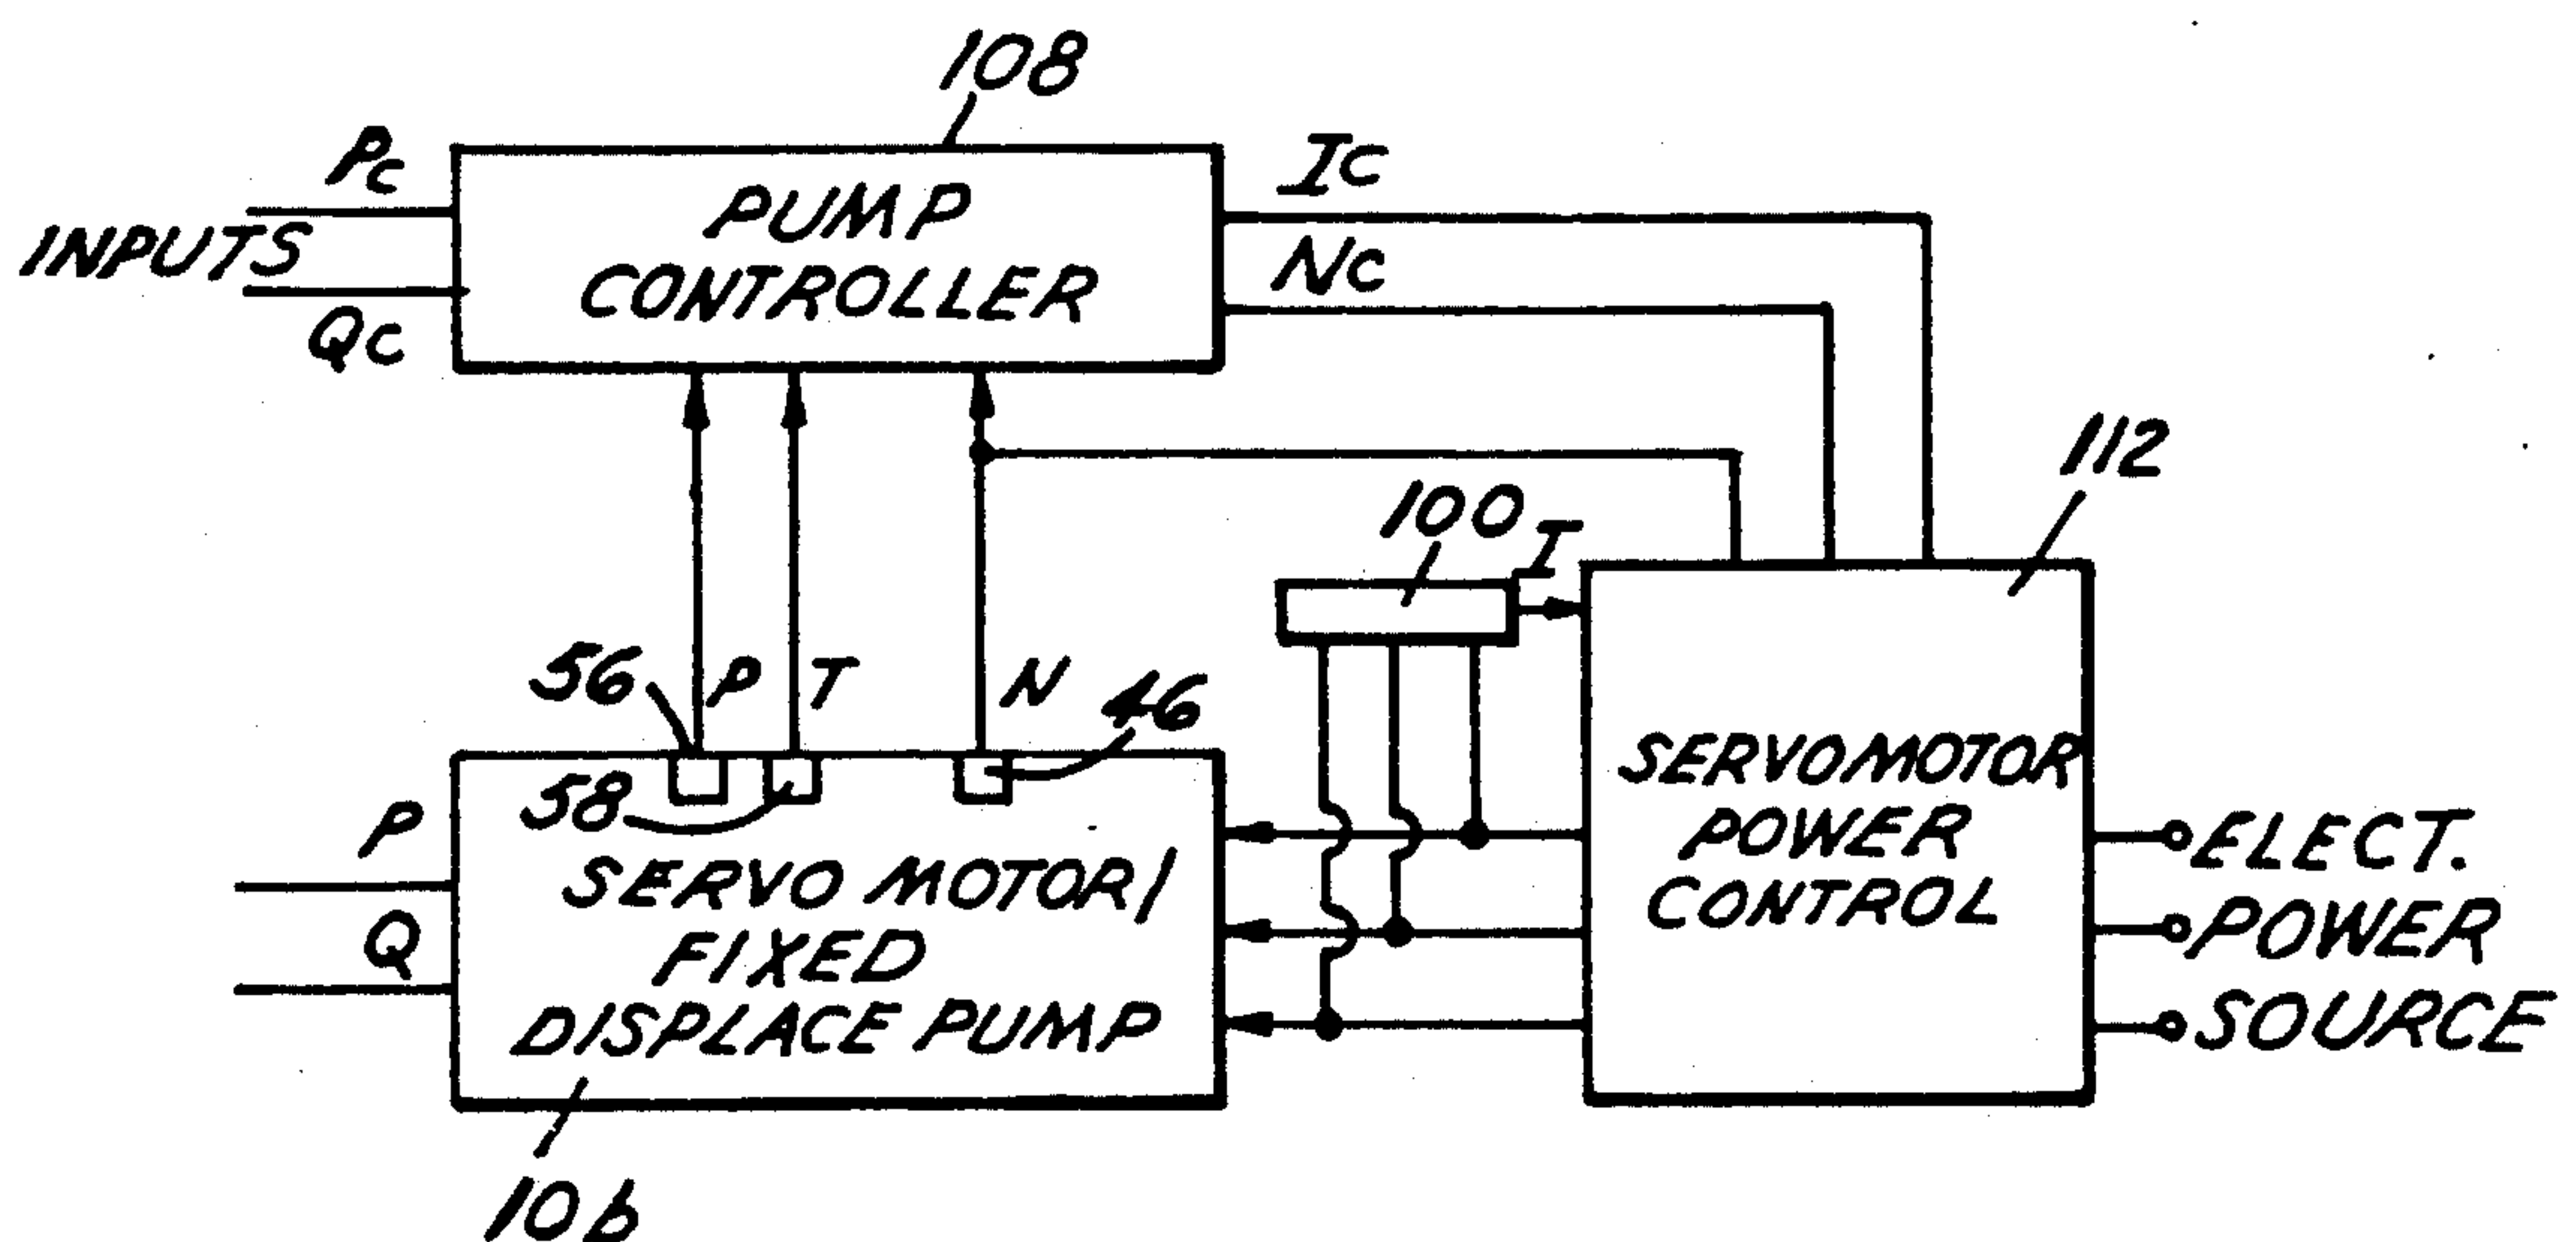 108
Pc
INPUTS
Qc
PUMP
CONTROLLER
Ic
Nc
112
100
I
56
P
T
N
46
58
P
Q
SERVO MOTOR/
FIXED
DISPLACE PUMP
SERVOMOTOR
POWER
CONTROL
ELECT.
POWER
SOURCE
10b